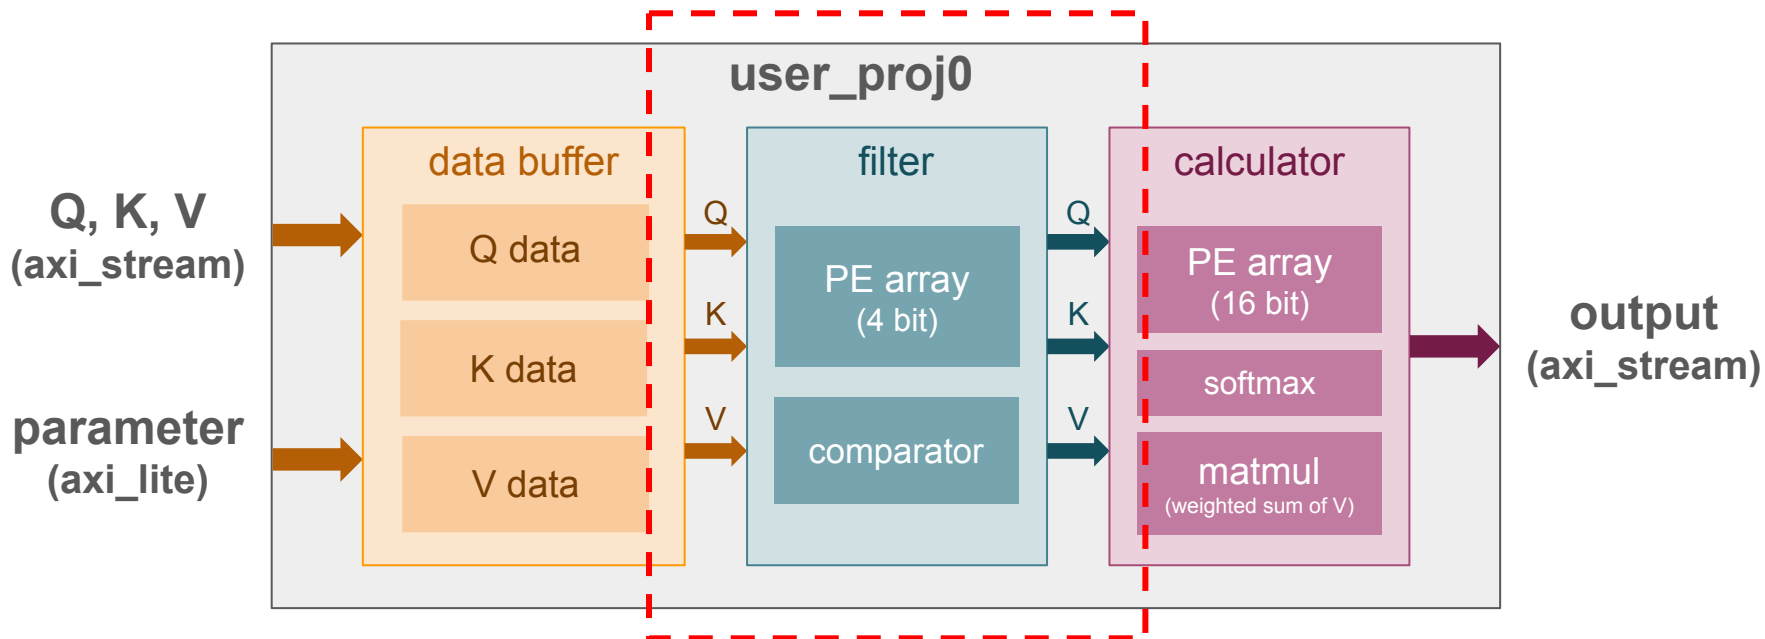 user_proj0
Q, K, V
(axi_stream)
parameter
(axi_lite)
data buffer
Q data
K data
V data
Q
K
V
filter
PE array
(4 bit)
comparator
Q
K
V
calculator
PE array
(16 bit)
softmax
matmul
(weighted sum of V)
output
(axi_stream)